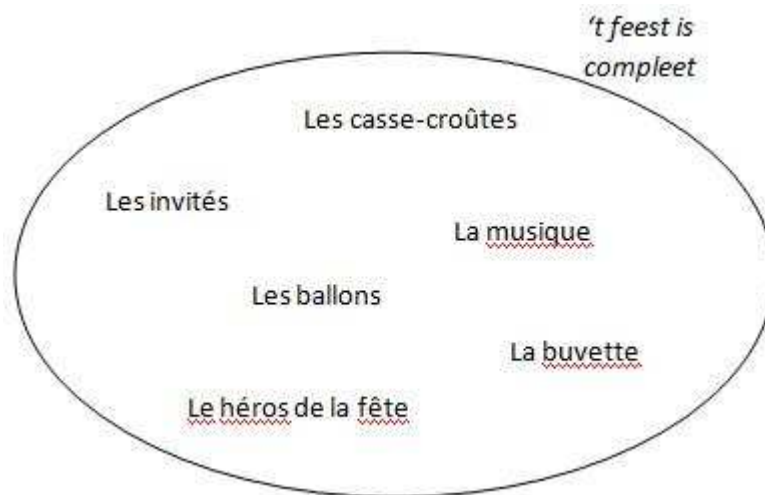 ‘t feest is
compleet
Les casse-croûtes
Les invités
La musique
Les ballons
La buvette
Le héros de la fête